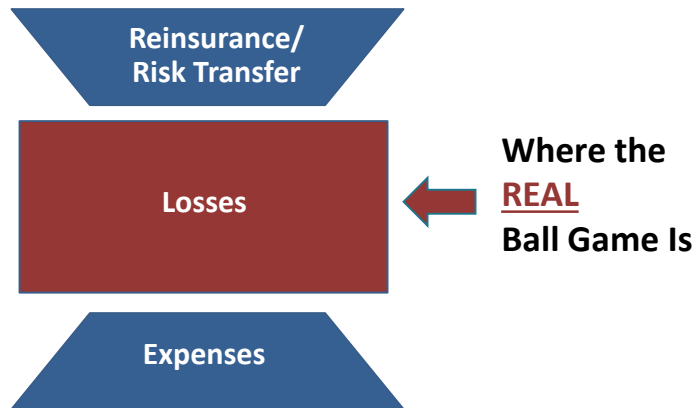 Reinsurance/
Risk Transfer
Losses
Where the
REAL
Ball Game Is
Expenses